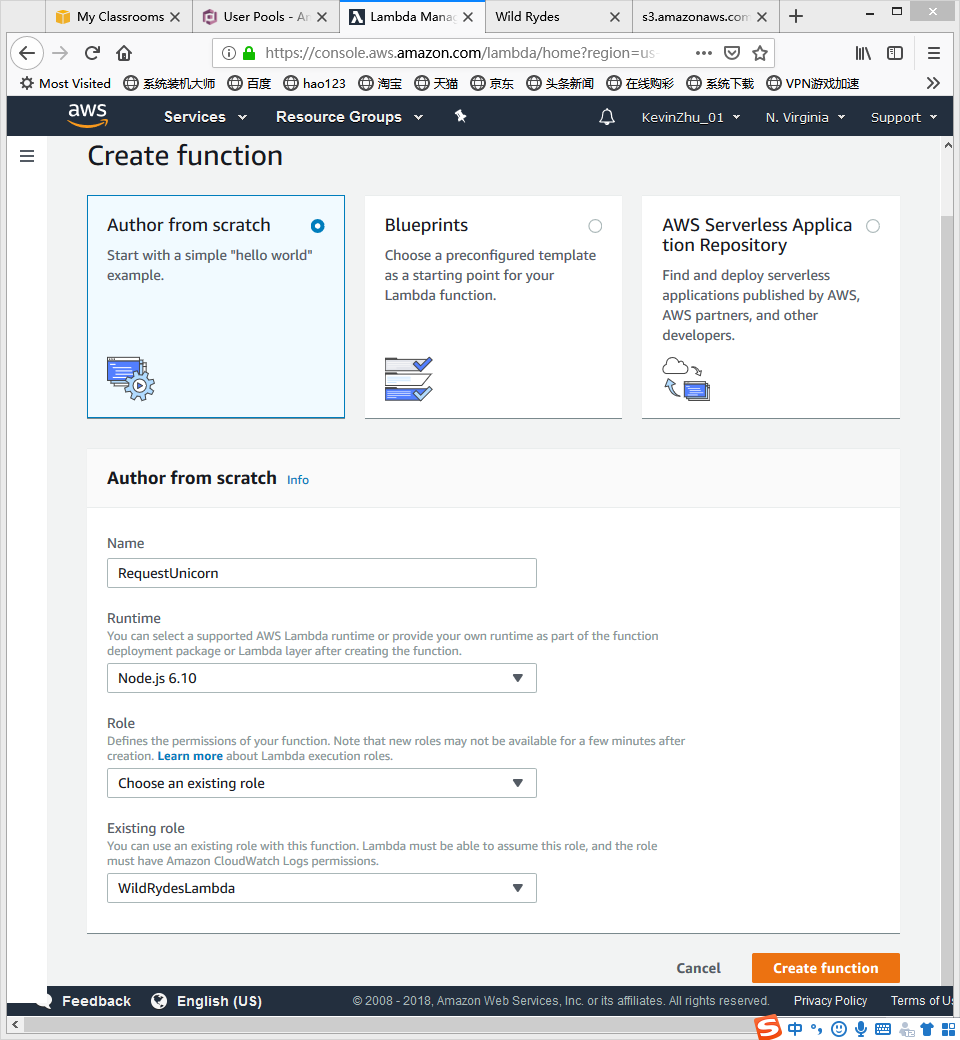 My Classrooms
User Pools - An
Lambda Manag
Wild Rydes
s3.amazonaws.com
https://console.aws.amazon.com/lambda/home?region=us-
Most Visited
系统装机大师
百度
hao123
淘宝
天猫
京东
头条新闻
在线购彩
系统下载
VPN游戏加速
aws
Services
Resource Groups
KevinZhu_01
N. Virginia
Support
Create function
Author from scratch
Start with a simple "hello world"
example.
Blueprints
Choose a preconfigured template
as a starting point for your
Lambda function.
AWS Serverless Applica
tion Repository
Find and deploy serverless
applications published by AWS,
AWS partners, and other
developers.
Author from scratch Info
Name
RequestUnicorn
Runtime
You can select a supported AWS Lambda runtime or provide your own runtime as part of the function
deployment package or Lambda layer after creating the function.
Node.js 6.10
Role
Defines the permissions of your function. Note that new roles may not be available for a few minutes after
creation. Learn more about Lambda execution roles.
Choose an existing role
Existing role
You can use an existing role with this function. Lambda must be able to assume this role, and the role
must have Amazon CloudWatch Logs permissions.
WildRydesLambda
Cancel
Create function
Feedback
English (US)
© 2008 - 2018, Amazon Web Services, Inc. or its affiliates. All rights reserved.
Privacy Policy
Terms of Us
S 中